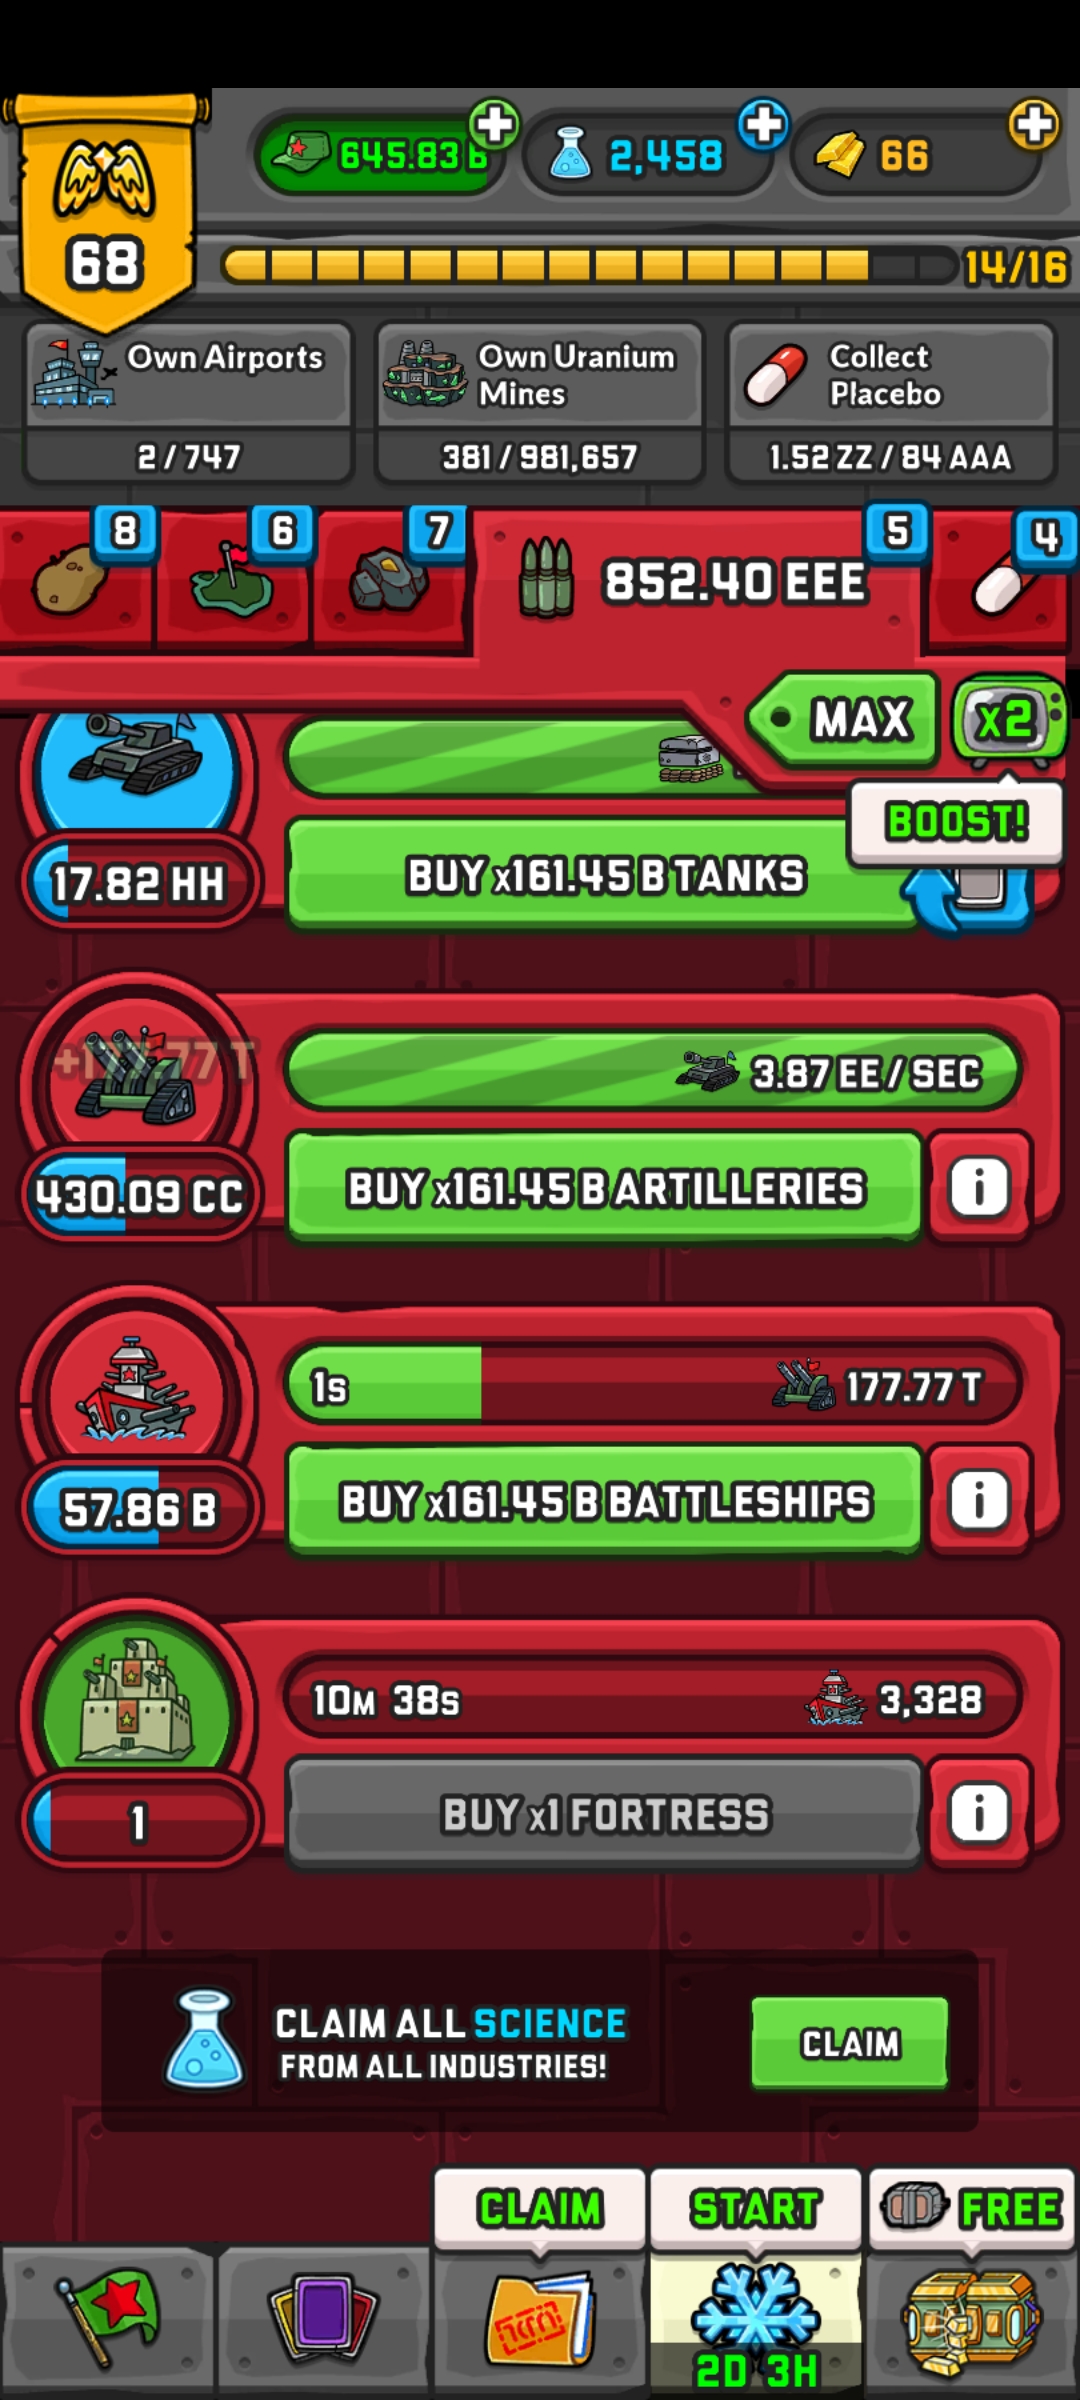 645.83 B
2,458
66
68
14/16
Own Airports
2 / 747
Own Uranium
Mines
381 / 981,657
Collect
Placebo
1.52 ZZ / 84 AAA
8
6
7
852.40 EEE
5
4
MAX
x2
BOOST!
17.82 HH
BUY x161.45 B TANKS
3.87 EE / SEC
430.09 CC
BUY x161.45 B ARTILLERIES
i
1s
177.77 T
57.86 B
BUY x161.45 B BATTLESHIPS
i
10M 38s
3,328
1
BUY x1 FORTRESS
i
CLAIM ALL SCIENCE
FROM ALL INDUSTRIES!
CLAIM
CLAIM
START
FREE
2D 3H